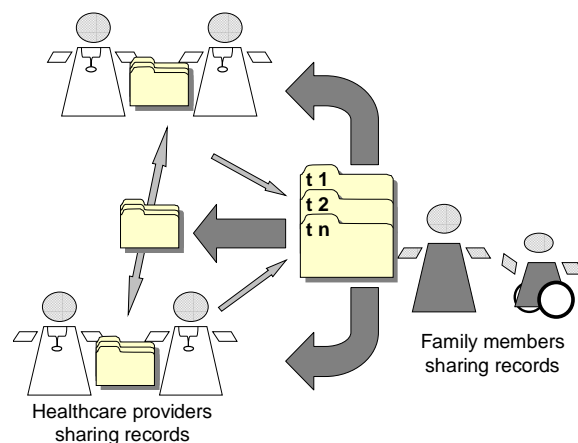 t 1
t 2
t n
Family members
sharing records
Healthcare providers
sharing records